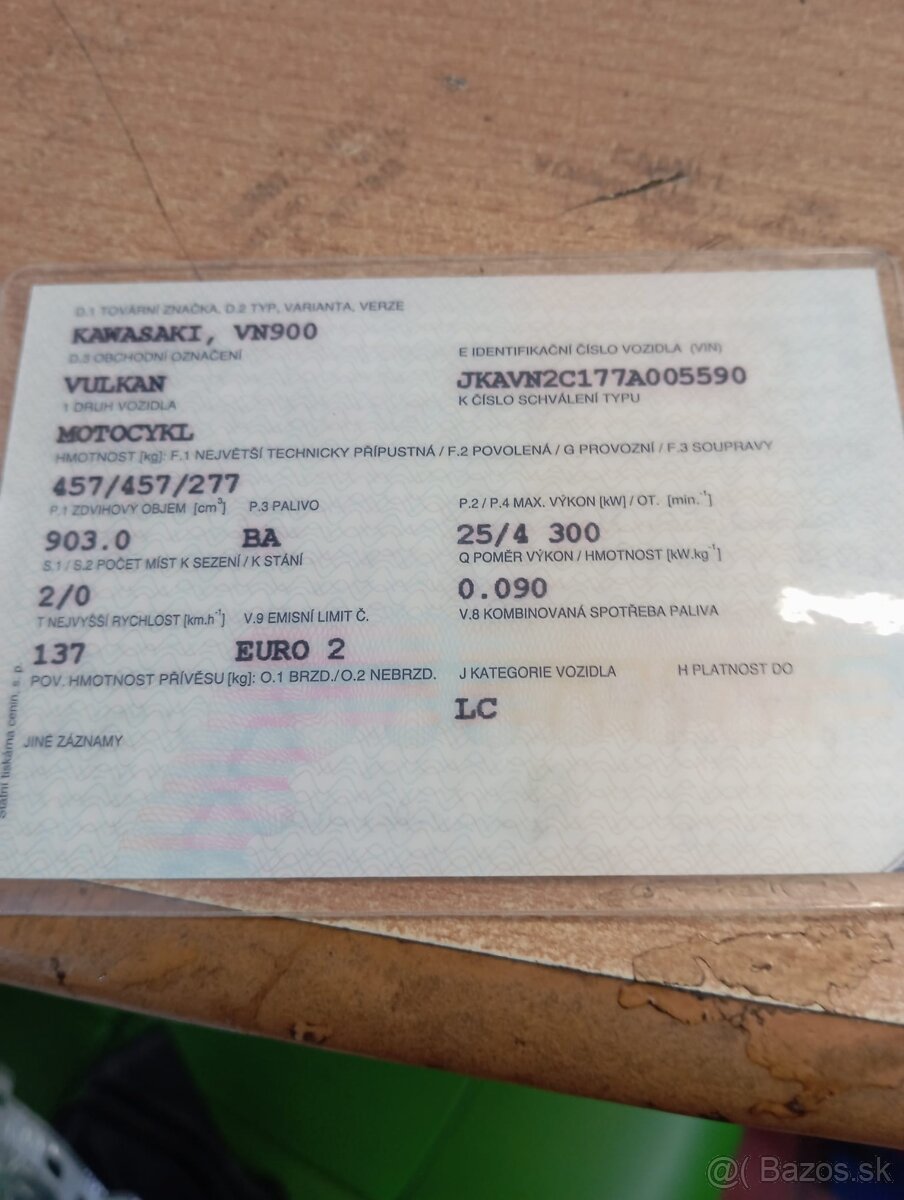 D.1 TOVÁRNÍ ZNAČKA, D.2 TYP, VARIANTA, VERZE
KAWASAKI, VN900
D.3 OBCHODNÍ OZNAČENÍ
E IDENTIFIKAČNÍ ČÍSLO VOZIDLA (VIN)
VULKAN
JKAVN2C177A005590
1 DRUH VOZIDLA
K ČÍSLO SCHVÁLENÍ TYPU
MOTOCYKL
HMOTNOST [kg]: F.1 NEJVĚTŠÍ TECHNICKY PŘÍPUSTNÁ / F.2 POVOLENÁ / G PROVOZNÍ / F.3 SOUPRAVY
457/457/277
P.1 ZDVIHOVÝ OBJEM [cm³] P.3 PALIVO
P.2 / P.4 MAX. VÝKON [kW] / OT. [min.⁻¹]
903.0 BA
25/4 300
S.1 / S.2 POČET MÍST K SEZENÍ / K STÁNÍ
Q POMĚR VÝKON / HMOTNOST [kW.kg⁻¹]
2/0
0.090
T NEJVYŠŠÍ RYCHLOST [km.h⁻¹] V.9 EMISNÍ LIMIT Č.
V.8 KOMBINOVANÁ SPOTŘEBA PALIVA
137 EURO 2
POV. HMOTNOST PŘÍVĚSU [kg]: O.1 BRZD./O.2 NEBRZD.
J KATEGORIE VOZIDLA H PLATNOST DO
LC
JINÉ ZÁZNAMY
Státní tiskárna cenin, s. p.
@( Bazos.sk